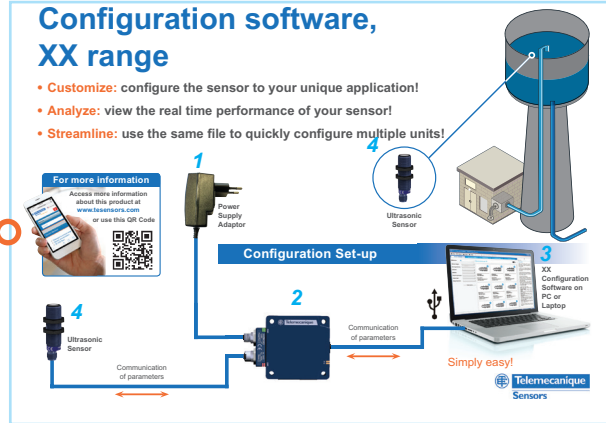 Configuration software,
XX range
• Customize: configure the sensor to your unique application!
• Analyze: view the real time performance of your sensor!
• Streamline: use the same file to quickly configure multiple units!
4
1
For more information
Access more information
about this product at
www.tesensors.com
or use this QR Code
Power
Supply
Adaptor
Ultrasonic
Sensor
Configuration Set-up
3
XX
Configuration
Software on
PC or
Laptop
2
4
Ultrasonic
Sensor
Telemecanique
Communication
of parameters
Communication
of parameters
Simply easy!
Telemecanique
Sensors